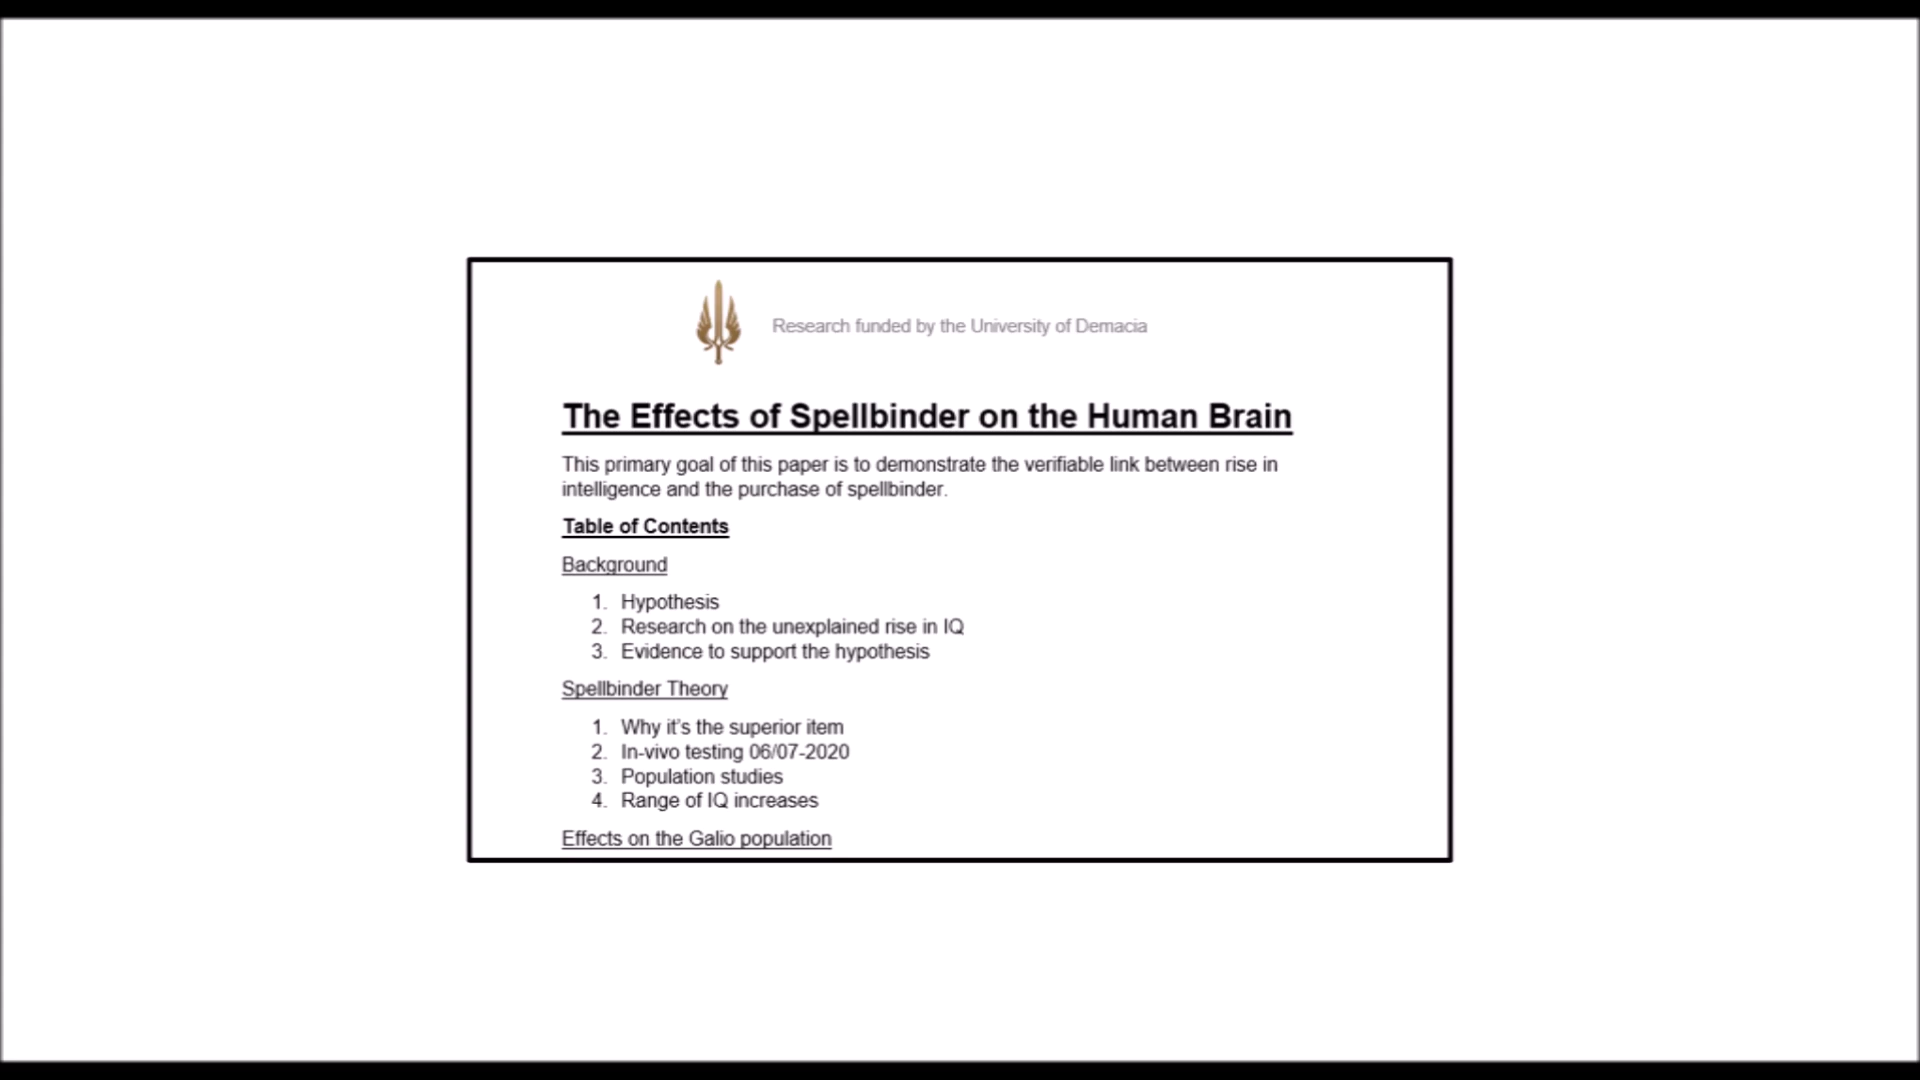 Research funded by the University of Demacia
The Effects of Spellbinder on the Human Brain
This primary goal of this paper is to demonstrate the verifiable link between rise in
intelligence and the purchase of spellbinder.
Table of Contents
Background
1. Hypothesis
2. Research on the unexplained rise in IQ
3. Evidence to support the hypothesis
Spellbinder Theory
1. Why it's the superior item
2. In-vivo testing 06/07-2020
3. Population studies
4. Range of IQ increases
Effects on the Galio population